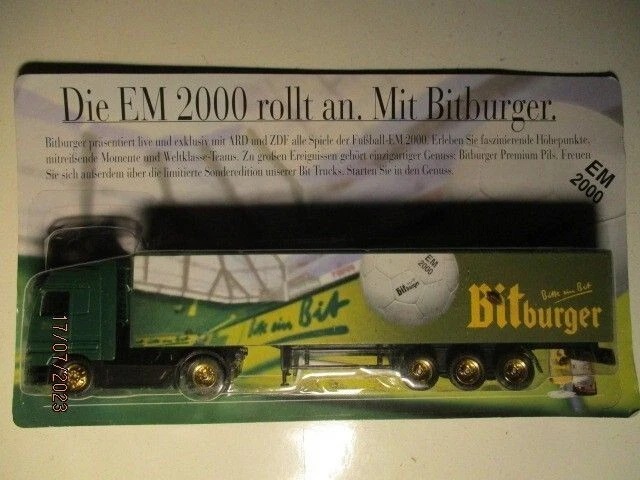 Die EM 2000 rollt an. Mit Bitburger.
Bitburger präsentiert live und exklusiv mit ARD und ZDF alle Spiele der Fußball-EM 2000. Erleben Sie faszinierende Höhepunkte,
mitreißende Momente und Weltklasse-Teams. Zu großen Ereignissen gehört einzigartiger Genuss: Bitburger Premium Pils. Freuen
Sie sich außerdem über die limitierte Sonderedition unserer Bit Trucks. Starten Sie in den Genuss.
EM
2000
EM
2000
Bitburger
Bitte ein Bit
Bitte ein Bit
Bitburger
17/07/2023